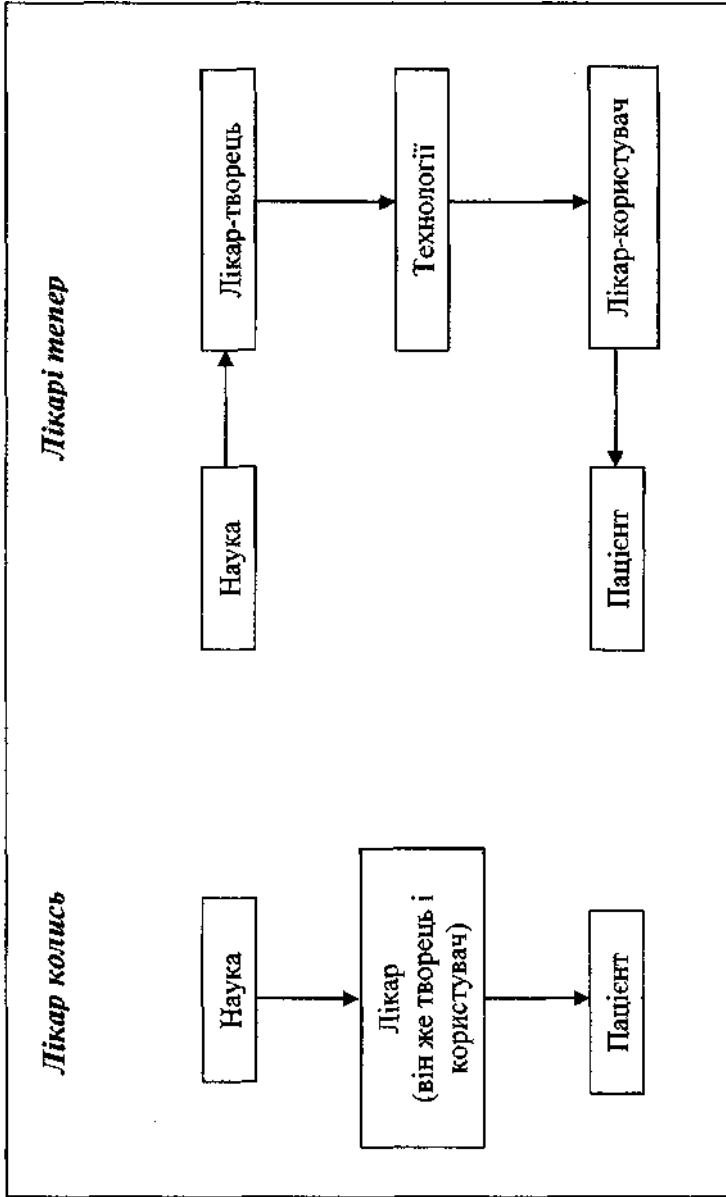 Лікар колись
Наука
Лікар
(він же творець і
користувач)
Пацієнт
Лікарі тепер
Наука
Лікар-творець
Технології
Лікар-користувач
Пацієнт